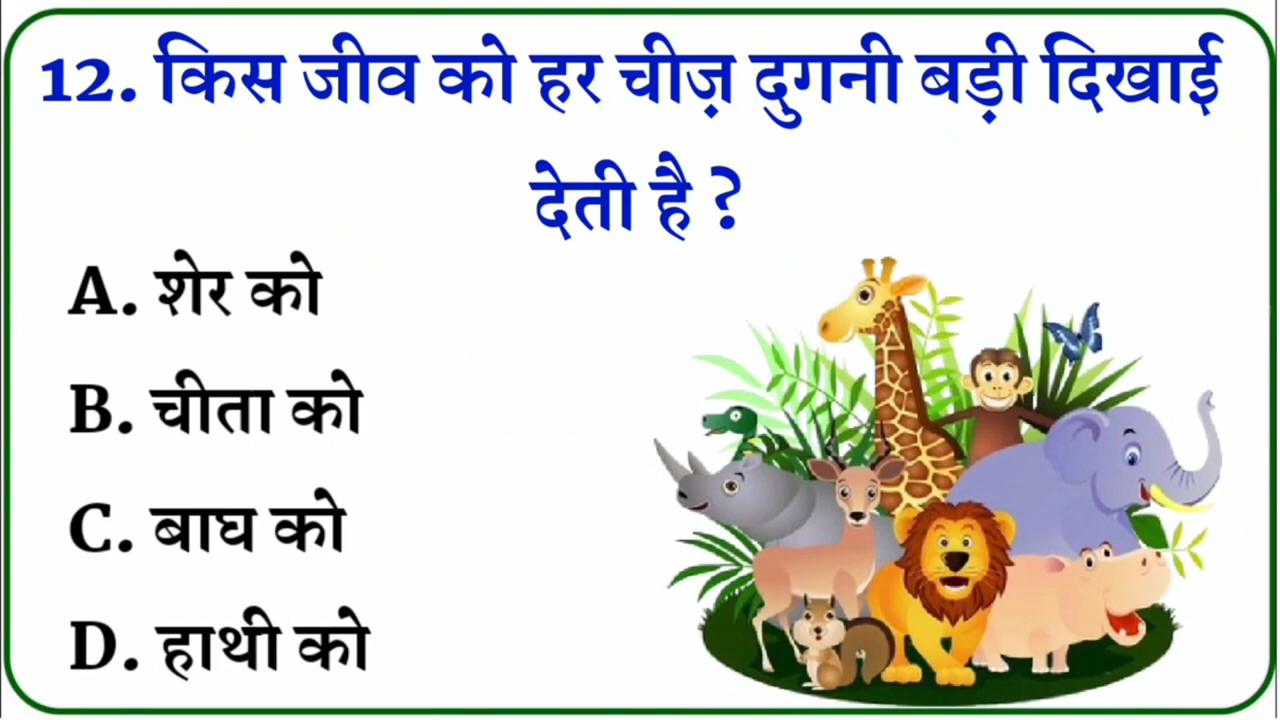 12. किस जीव को हर चीज़ दुगनी बड़ी दिखाई
देती है ?
A. शेर को
B. चीता को
C. बाघ को
D. हाथी को